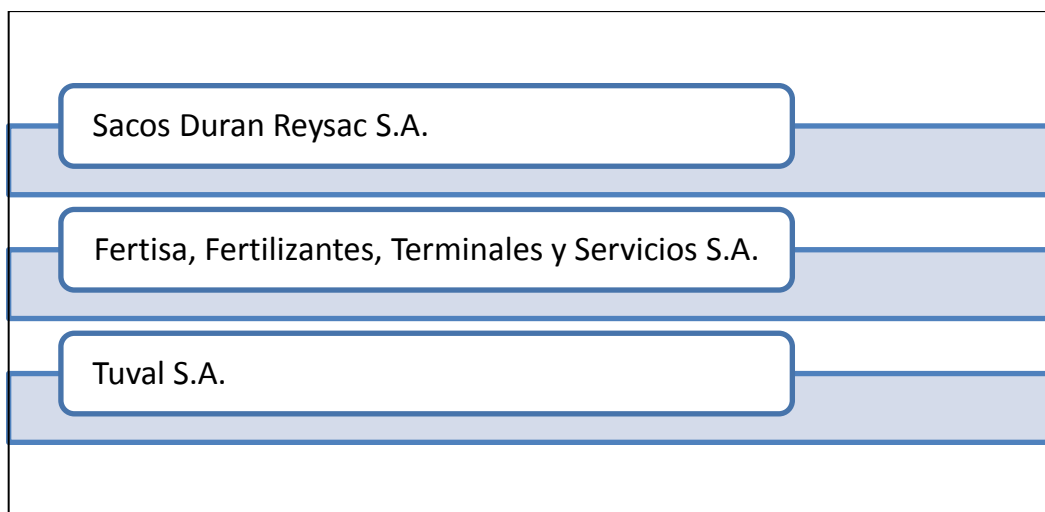 Sacos Duran Reysac S.A.
Fertisa, Fertilizantes, Terminales y Servicios S.A.
Tuval S.A.